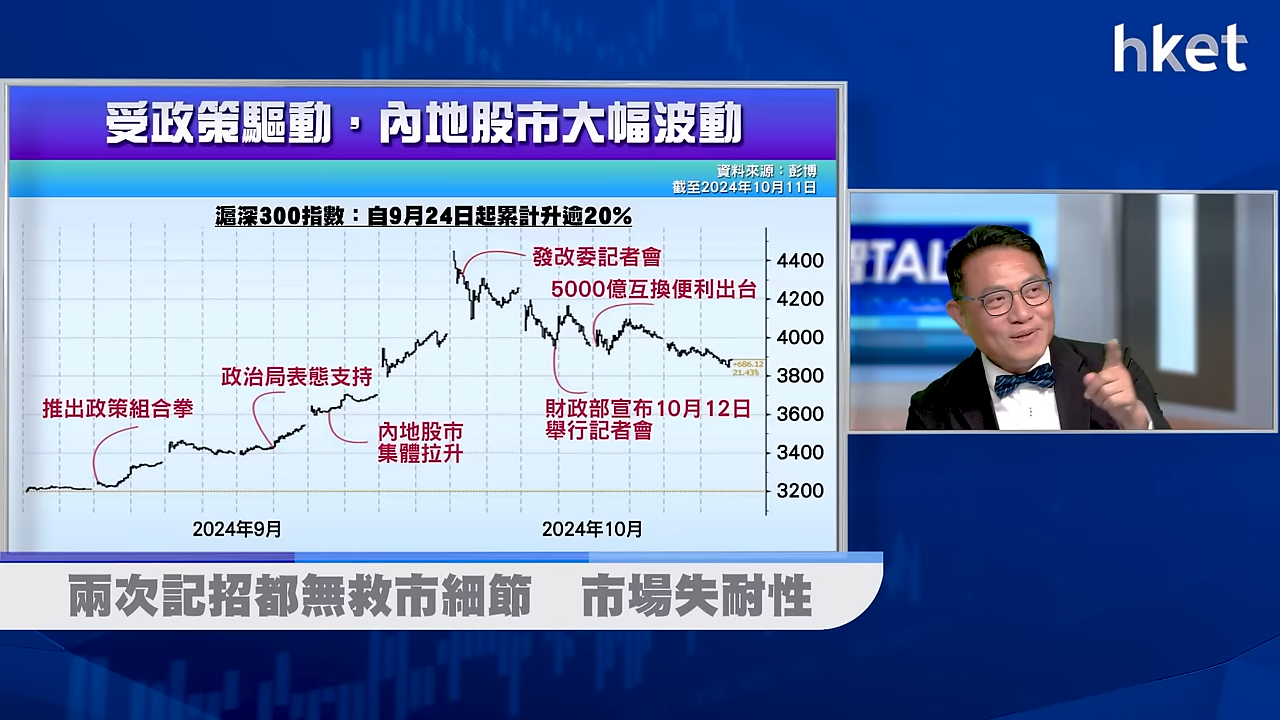 hket
受政策驅動，內地股市大幅波動
資料來源：彭博
截至2024年10月11日
滬深300指數：自9月24日起累計升逾20%
發改委記者會
5000億互換便利出台
政治局表態支持
推出政策組合拳
內地股市
集體拉升
財政部宣布10月12日
舉行記者會
4400
4200
4000
3800
3600
3400
3200
+686.12
21.43%
2024年9月
2024年10月
TAL
兩次記招都無救市細節 市場失耐性